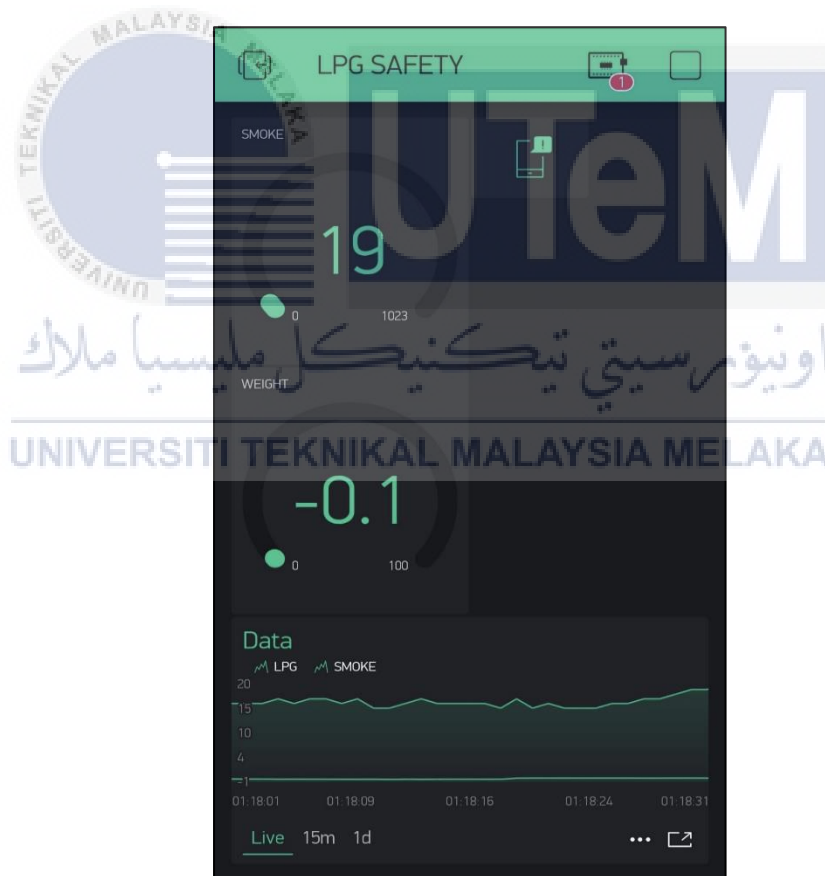 UNIVERSITI TEKNIKAL MALAYSIA MELAKA
UTeM
اونيۏرسيتي تيكنيكل مليسيا ملاك
UNIVERSITI TEKNIKAL MALAYSIA MELAKA
LPG SAFETY
1
SMOKE
!
19
0 1023
WEIGHT
-0.1
0 100
Data
LPG SMOKE
20
15
10
4
-1
01:18:01 01:18:09 01:18:16 01:18:24 01:18:31
Live 15m 1d